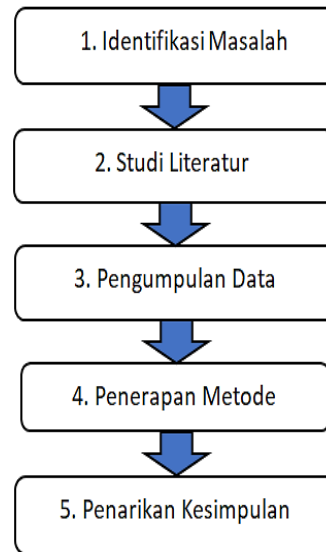 1. Identifikasi Masalah
2. Studi Literatur
3. Pengumpulan Data
4. Penerapan Metode
5. Penarikan Kesimpulan